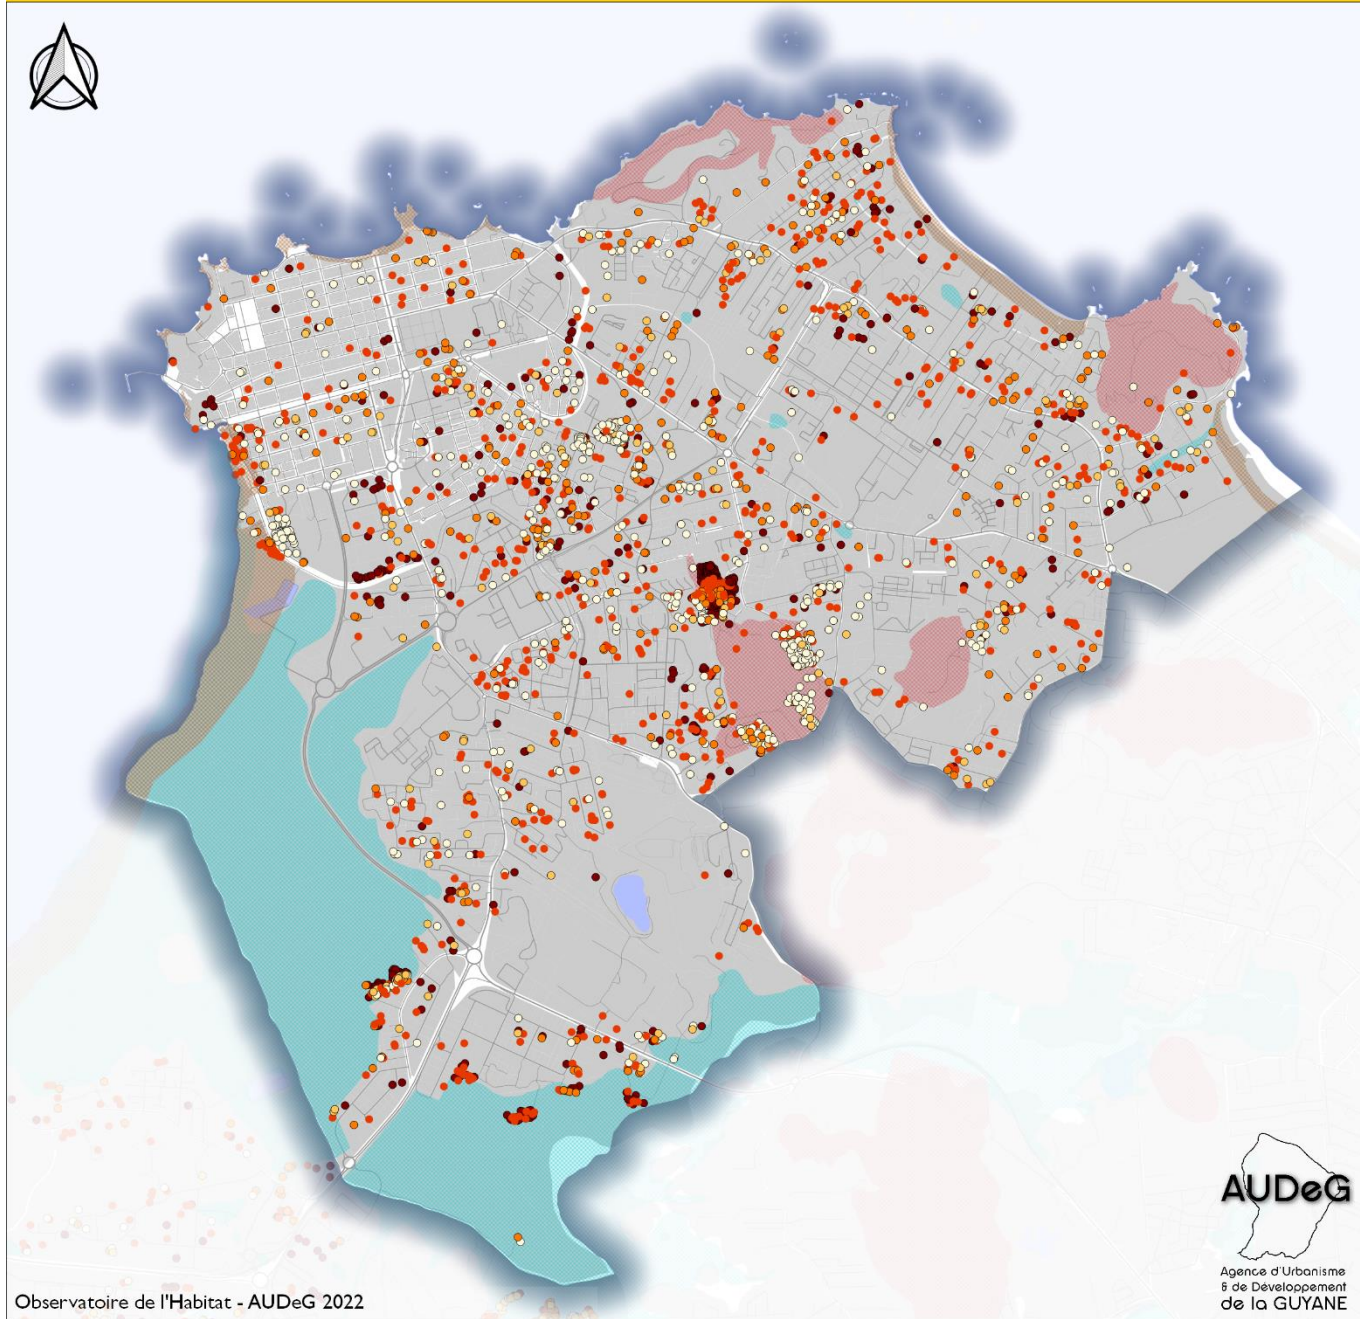 Observatoire de l'Habitat - AUDeG 2022
AUDeG
Agence d'Urbanisme
& de Développement
de la GUYANE